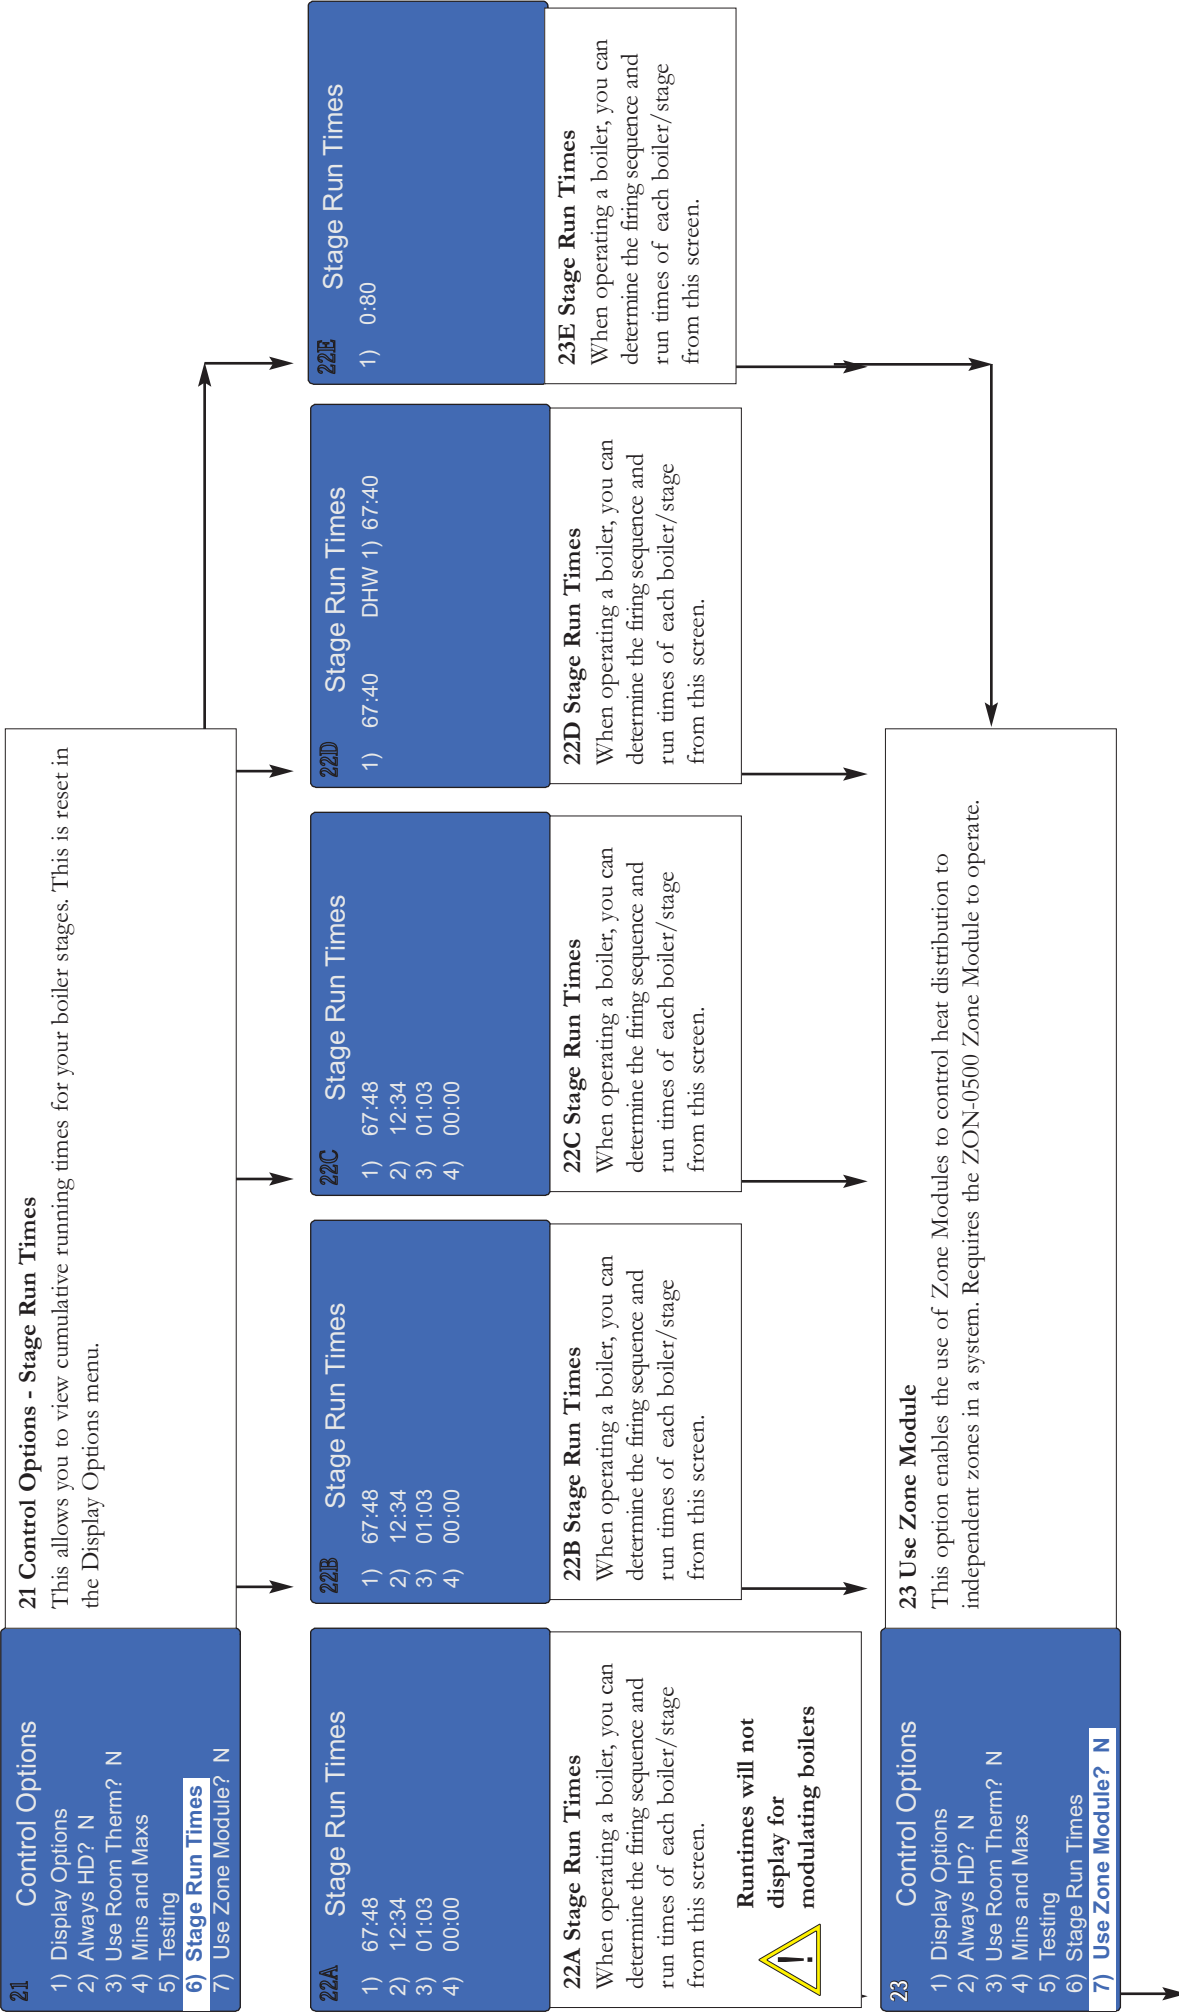 21
Control Options
1) Display Options
2) Always HD? N
3) Use Room Therm? N
4) Mins and Maxs
5) Testing
6) Stage Run Times
7) Use Zone Module? N
21 Control Options - Stage Run Times
This allows you to view cumulative running times for your boiler stages. This is reset in
the Display Options menu.
22A
Stage Run Times
1) 67:48
2) 12:34
3) 01:03
4) 00:00
22A Stage Run Times
When operating a boiler, you can
determine the firing sequence and
run times of each boiler/stage
from this screen.
Runtimes will not
display for
modulating boilers
22B
Stage Run Times
1) 67:48
2) 12:34
3) 01:03
4) 00:00
22B Stage Run Times
When operating a boiler, you can
determine the firing sequence and
run times of each boiler/stage
from this screen.
22C
Stage Run Times
1) 67:48
2) 12:34
3) 01:03
4) 00:00
22C Stage Run Times
When operating a boiler, you can
determine the firing sequence and
run times of each boiler/stage
from this screen.
22D
Stage Run Times
1) 67:40 DHW 1) 67:40
22D Stage Run Times
When operating a boiler, you can
determine the firing sequence and
run times of each boiler/stage
from this screen.
22E
Stage Run Times
1) 0:80
23E Stage Run Times
When operating a boiler, you can
determine the firing sequence and
run times of each boiler/stage
from this screen.
23
Control Options
1) Display Options
2) Always HD? N
3) Use Room Therm? N
4) Mins and Maxs
5) Testing
6) Stage Run Times
7) Use Zone Module? N
23 Use Zone Module
This option enables the use of Zone Modules to control heat distribution to
independent zones in a system. Requires the ZON-0500 Zone Module to operate.